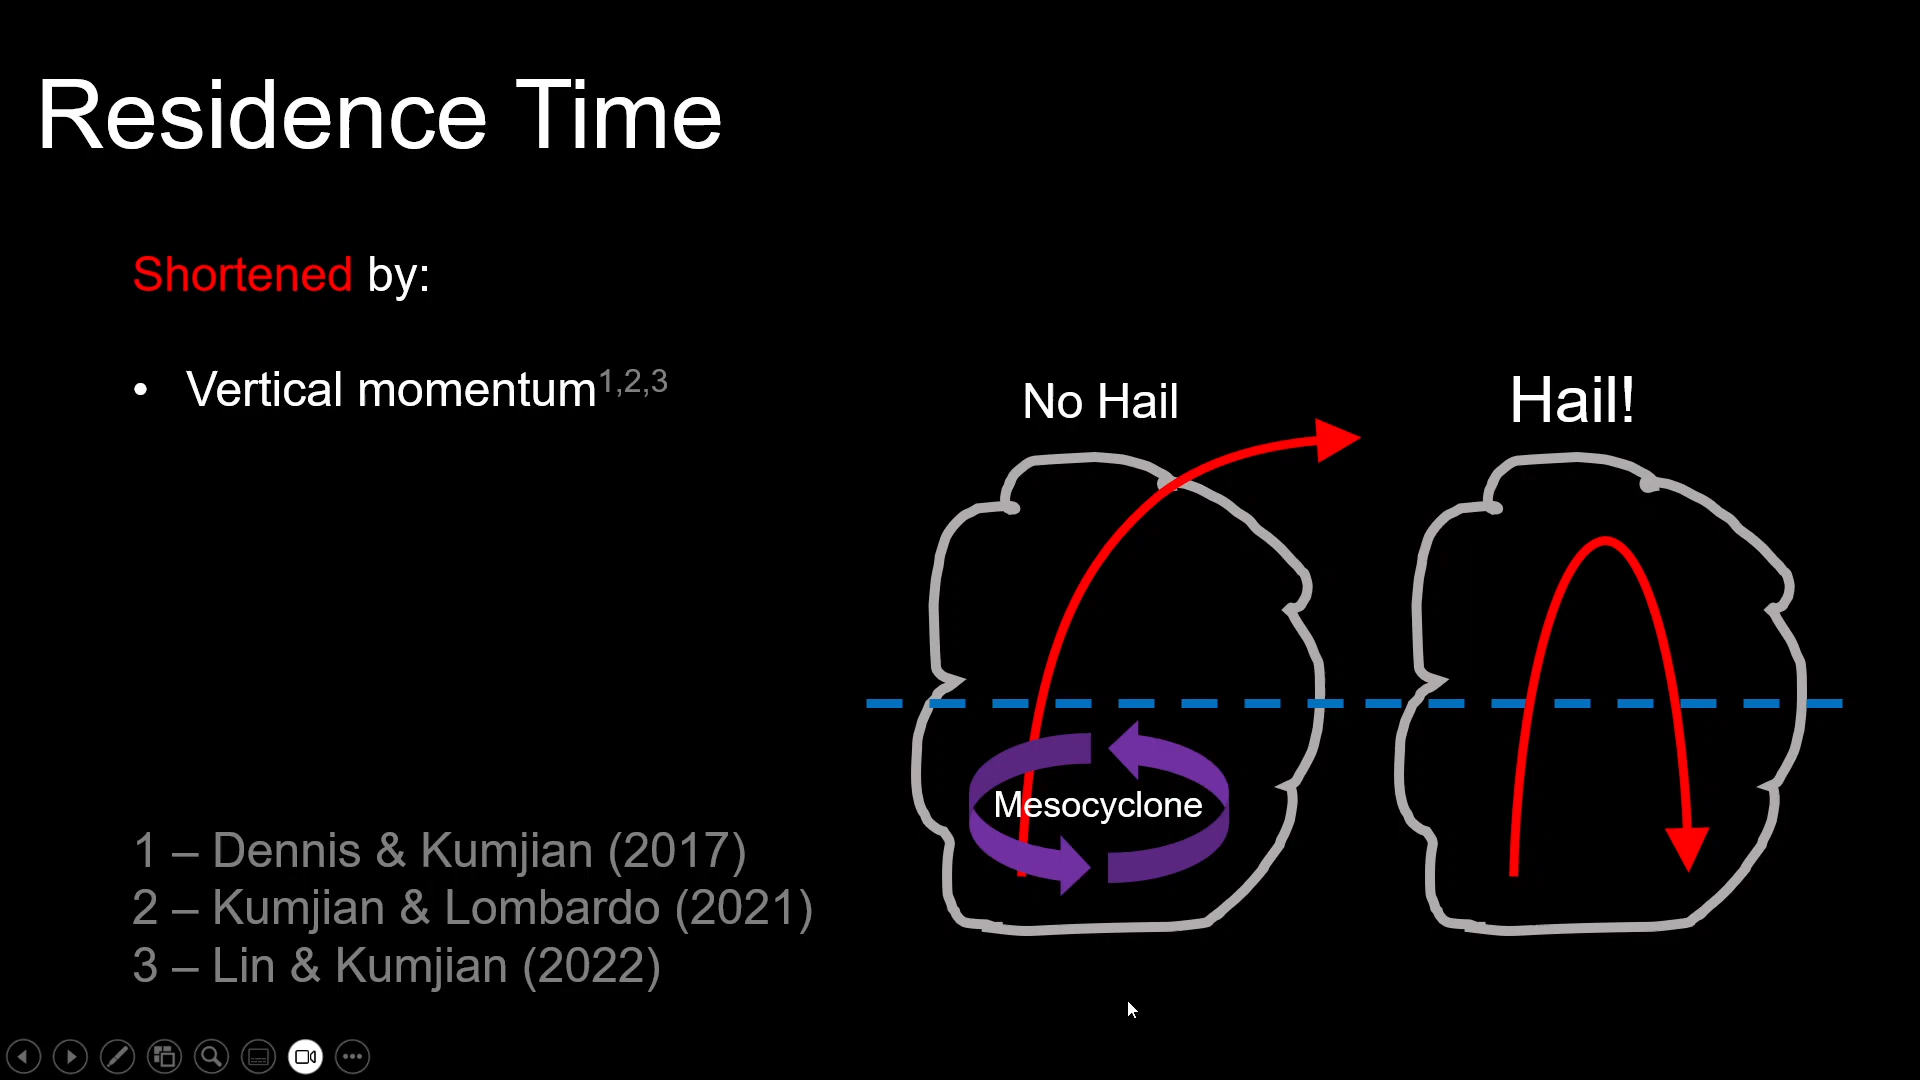 Residence Time
Shortened by:
• Vertical momentum1,2,3
No Hail
Hail!
Mesocyclone
1 – Dennis & Kumjian (2017)
2 – Kumjian & Lombardo (2021)
3 – Lin & Kumjian (2022)